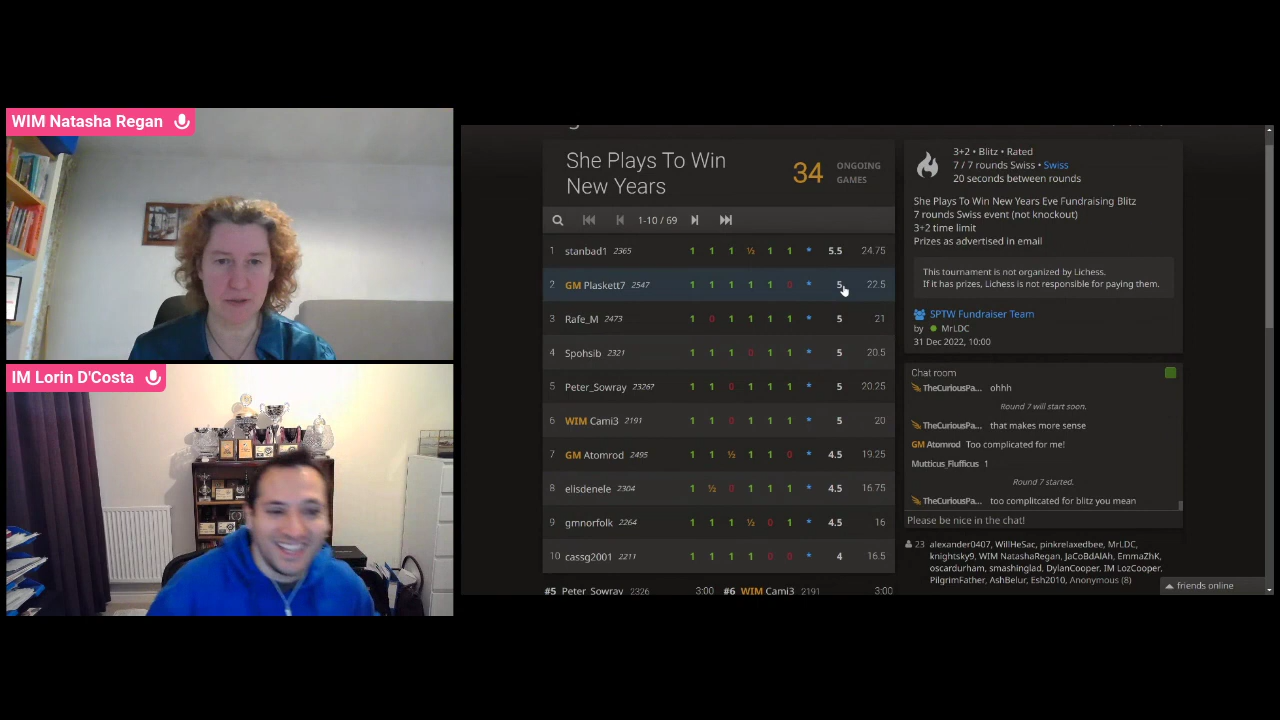 WIM Natasha Regan
IM Lorin D'Costa
She Plays To Win
New Years
34 ONGOING
GAMES
1-10 / 69
1 stanbad1 2365 1 1 1 ½ 1 1 * 5.5 24.75
2 GM Plaskett7 2547 1 1 1 1 1 0 * 5 22.5
3 Rafe_M 2473 1 0 1 1 1 1 * 5 21
4 Spohsib 2321 1 1 1 0 1 1 * 5 20.5
5 Peter_Sowray 2326? 1 1 0 1 1 1 * 5 20.25
6 WIM Cami3 2191 1 1 0 1 1 1 * 5 20
7 GM Atomrod 2495 1 1 ½ 1 1 0 * 4.5 19.25
8 elisdenele 2304 1 ½ 0 1 1 1 * 4.5 16.75
9 gmnorfolk 2264 1 1 1 ½ 0 1 * 4.5 16
10 cassg2001 2211 1 1 1 1 0 0 * 4 16.5
#5 Peter_Sowray 2326 3:00 #6 WIM Cami3 2191 3:00
3+2 • Blitz • Rated
7 / 7 rounds Swiss • Swiss
20 seconds between rounds
She Plays To Win New Years Eve Fundraising Blitz
7 rounds Swiss event (not knockout)
3+2 time limit
Prizes as advertised in email
This tournament is not organized by Lichess.
If it has prizes, Lichess is not responsible for paying them.
SPTW Fundraiser Team
by MrLDC
31 Dec 2022, 10:00
Chat room
TheCuriousPa... ohhh
Round 7 will start soon.
TheCuriousPa... that makes more sense
GM Atomrod Too complicated for me!
Mutticus_Flufficus 1
Round 7 started.
TheCuriousPa... too complitcated for blitz you mean
Please be nice in the chat!
23 alexander0407, WillHeSac, pinkrelaxedbee, MrLDC,
knightsky9, WIM NatashaRegan, JaCoBdAlAh, EmmaZhK,
oscardurham, smashinglad, DylanCooper, IM LozCooper,
PilgrimFather, AshBelur, Esh2010, Anonymous (8)
friends online